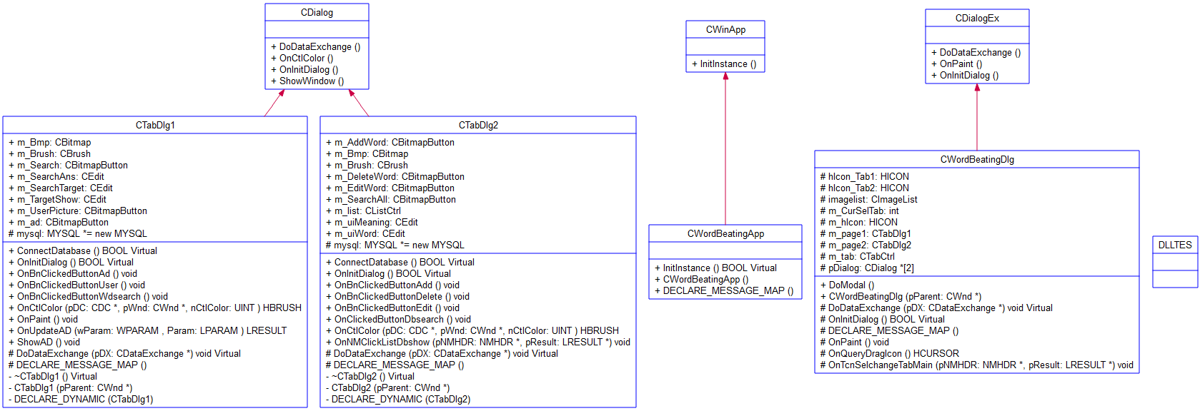 CDialog
+ DoDataExchange ()
+ OnCtlColor ()
+ OnInitDialog ()
+ ShowWindow ()
CTabDlg1
+ m_Bmp: CBitmap
+ m_Brush: CBrush
+ m_Search: CBitmapButton
+ m_SearchAns: CEdit
+ m_SearchTarget: CEdit
+ m_TargetShow: CEdit
+ m_UserPicture: CBitmapButton
+ m_ad: CBitmapButton
# mysql: MYSQL *= new MYSQL
+ ConnectDatabase () BOOL Virtual
+ OnInitDialog () BOOL Virtual
+ OnBnClickedButtonAd () void
+ OnBnClickedButtonUser () void
+ OnBnClickedButtonWdsearch () void
+ OnCtlColor (pDC: CDC *, pWnd: CWnd *, nCtlColor: UINT ) HBRUSH
+ OnPaint () void
+ OnUpdateAD (wParam: WPARAM , Param: LPARAM ) LRESULT
+ ShowAD () void
# DoDataExchange (pDX: CDataExchange *) void Virtual
# DECLARE_MESSAGE_MAP ()
- ~CTabDlg1 () Virtual
- CTabDlg1 (pParent: CWnd *)
- DECLARE_DYNAMIC (CTabDlg1)
CTabDlg2
+ m_AddWord: CBitmapButton
+ m_Bmp: CBitmap
+ m_Brush: CBrush
+ m_DeleteWord: CBitmapButton
+ m_EditWord: CBitmapButton
+ m_SearchAll: CBitmapButton
+ m_list: CListCtrl
+ m_uiMeaning: CEdit
+ m_uiWord: CEdit
# mysql: MYSQL *= new MYSQL
+ ConnectDatabase () BOOL Virtual
+ OnInitDialog () BOOL Virtual
+ OnBnClickedButtonAdd () void
+ OnBnClickedButtonDelete () void
+ OnBnClickedButtonEdit () void
+ OnClickedButtonDbsearch () void
+ OnCtlColor (pDC: CDC *, pWnd: CWnd *, nCtlColor: UINT ) HBRUSH
+ OnNMClickListDbshow (pNMHDR: NMHDR *, pResult: LRESULT *) void
# DoDataExchange (pDX: CDataExchange *) void Virtual
# DECLARE_MESSAGE_MAP ()
- ~CTabDlg2 () Virtual
- CTabDlg2 (pParent: CWnd *)
- DECLARE_DYNAMIC (CTabDlg2)
CWinApp
+ InitInstance ()
CWordBeatingApp
+ InitInstance () BOOL Virtual
+ CWordBeatingApp ()
+ DECLARE_MESSAGE_MAP ()
CDialogEx
+ DoDataExchange ()
+ OnPaint ()
+ OnInitDialog ()
CWordBeatingDlg
# hIcon_Tab1: HICON
# hIcon_Tab2: HICON
# imagelist: CImageList
# m_CurSelTab: int
# m_hIcon: HICON
# m_page1: CTabDlg1
# m_page2: CTabDlg2
# m_tab: CTabCtrl
# pDialog: CDialog *[2]
+ DoModal ()
+ CWordBeatingDlg (pParent: CWnd *)
# DoDataExchange (pDX: CDataExchange *) void Virtual
# OnInitDialog () BOOL Virtual
# DECLARE_MESSAGE_MAP ()
# OnPaint () void
# OnQueryDragIcon () HCURSOR
# OnTcnSelchangeTabMain (pNMHDR: NMHDR *, pResult: LRESULT *) void
DLLTES